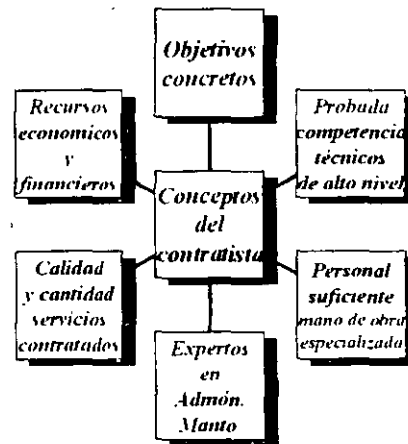 Objetivos
concretos
Recursos
economicos
y
financieros
Probada
competencia
técnicos
de alto nivel
Conceptos
del
contratista
Calidad
y cantidad
servicios
contratados
Personal
suficiente
mano de obra
especializada
Expertos
en
Admón.
Manto